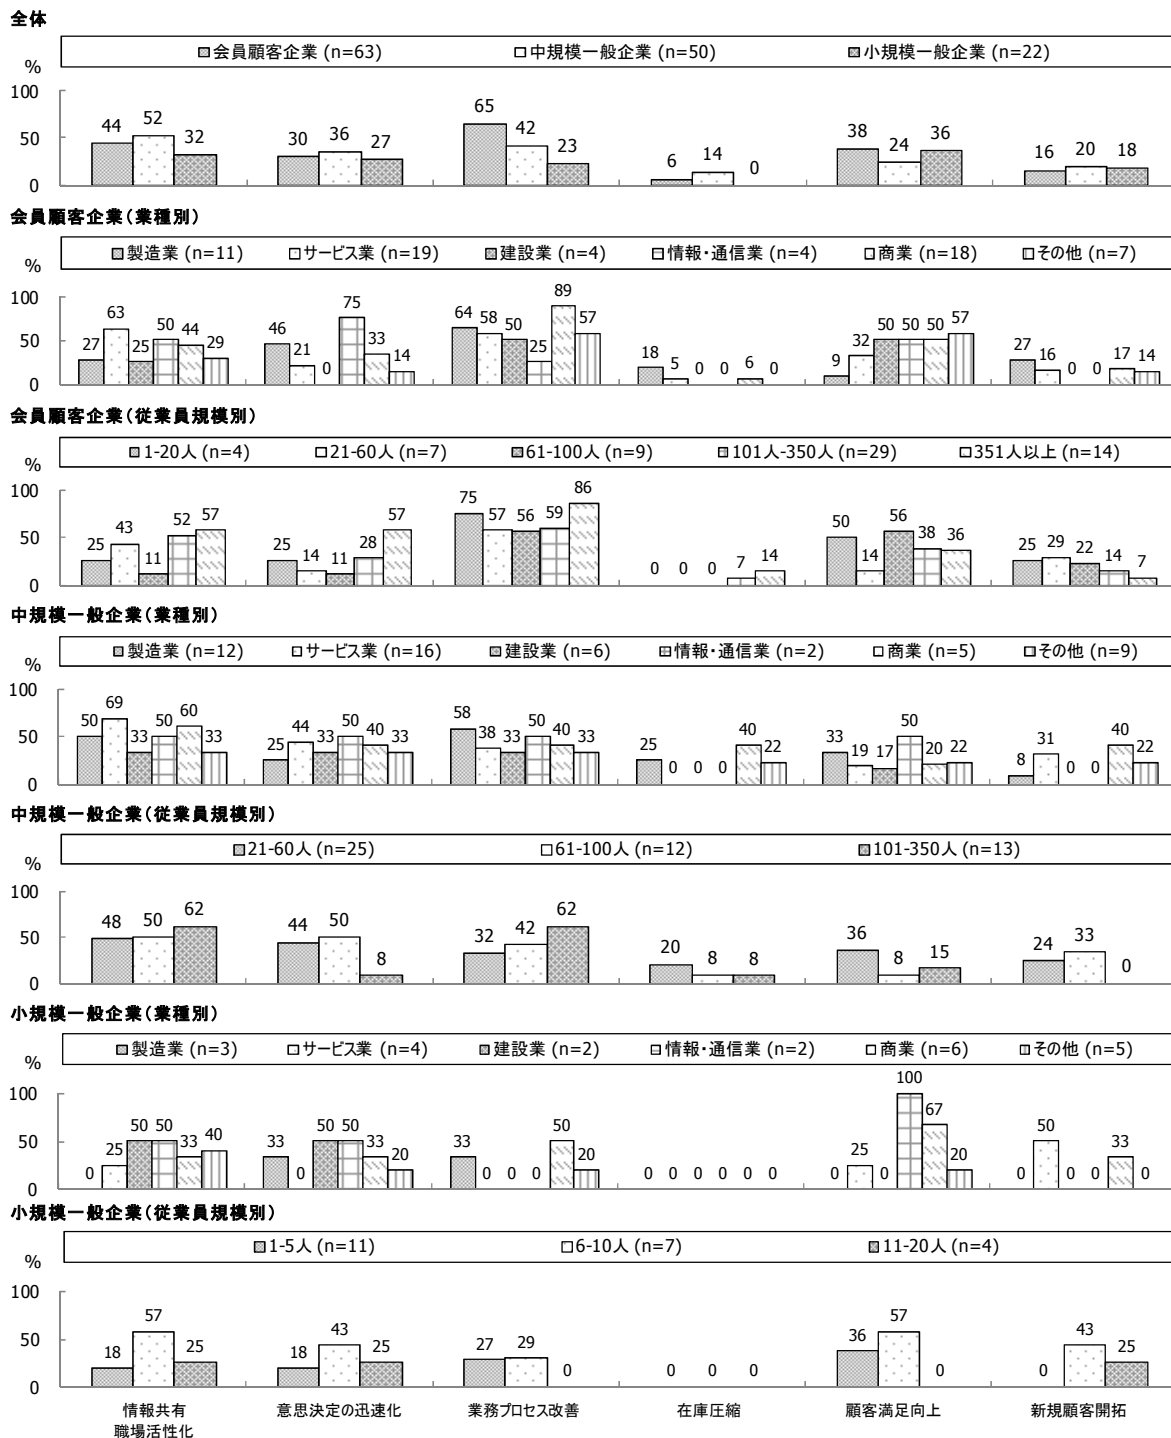 全体
会員顧客企業 (n=63) 中規模一般企業 (n=50) 小規模一般企業 (n=22)
%
100
50
0
44 52 32 30 36 27 65 42 23 6 14 0 38 24 36 16 20 18
会員顧客企業(業種別)
製造業 (n=11) サービス業 (n=19) 建設業 (n=4) 情報・通信業 (n=4) 商業 (n=18) その他 (n=7)
%
100
50
0
27 63 25 50 44 29 46 21 0 75 33 14 64 58 50 25 89 57 18 5 0 0 6 0 9 32 50 50 50 57 27 16 0 0 17 14
会員顧客企業(従業員規模別)
1-20人 (n=4) 21-60人 (n=7) 61-100人 (n=9) 101人-350人 (n=29) 351人以上 (n=14)
%
100
50
0
25 43 11 52 57 25 14 11 28 57 75 57 56 59 86 0 0 0 7 14 50 14 56 38 36 25 29 22 14 7
中規模一般企業(業種別)
製造業 (n=12) サービス業 (n=16) 建設業 (n=6) 情報・通信業 (n=2) 商業 (n=5) その他 (n=9)
%
100
50
0
50 69 33 50 60 33 25 44 33 50 40 33 58 38 33 50 40 33 25 0 0 0 40 22 33 19 17 50 20 22 8 31 0 0 40 22
中規模一般企業(従業員規模別)
21-60人 (n=25) 61-100人 (n=12) 101-350人 (n=13)
%
100
50
0
48 50 62 44 50 8 32 42 62 20 8 8 36 8 15 24 33 0
小規模一般企業(業種別)
製造業 (n=3) サービス業 (n=4) 建設業 (n=2) 情報・通信業 (n=2) 商業 (n=6) その他 (n=5)
%
100
50
0
0 25 50 50 33 40 33 0 50 50 33 20 33 0 0 0 50 20 0 0 0 0 0 0 0 25 0 100 67 20 0 50 0 0 33 0
小規模一般企業(従業員規模別)
1-5人 (n=11) 6-10人 (n=7) 11-20人 (n=4)
%
100
50
0
18 57 25 18 43 25 27 29 0 0 0 0 36 57 0 0 43 25
情報共有 意思決定の迅速化 業務プロセス改善 在庫圧縮 顧客満足向上 新規顧客開拓
職場活性化